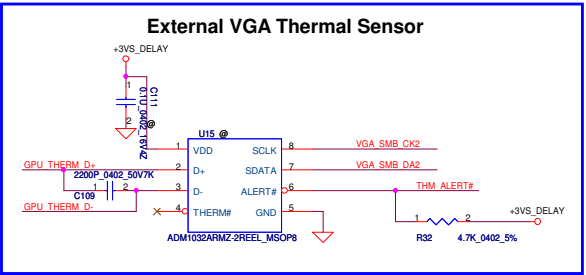 External VGA Thermal Sensor
+3VS_DELAY
1
2
C111
0.1U_0402_16V4Z
@
U15 @
1 VDD SCLK 8 VGA_SMB_CK2
GPU_THERM_D+ 2 D+ SDATA 7 VGA_SMB_DA2
2200P_0402_50V7K
1 2 3 D- ALERT# 6 THM_ALERT#
C109
GPU_THERM_D- 4 THERM# GND 5
+3VS_DELAY
1 2
ADM1032ARMZ-2REEL_MSOP8
R32 4.7K_0402_5%